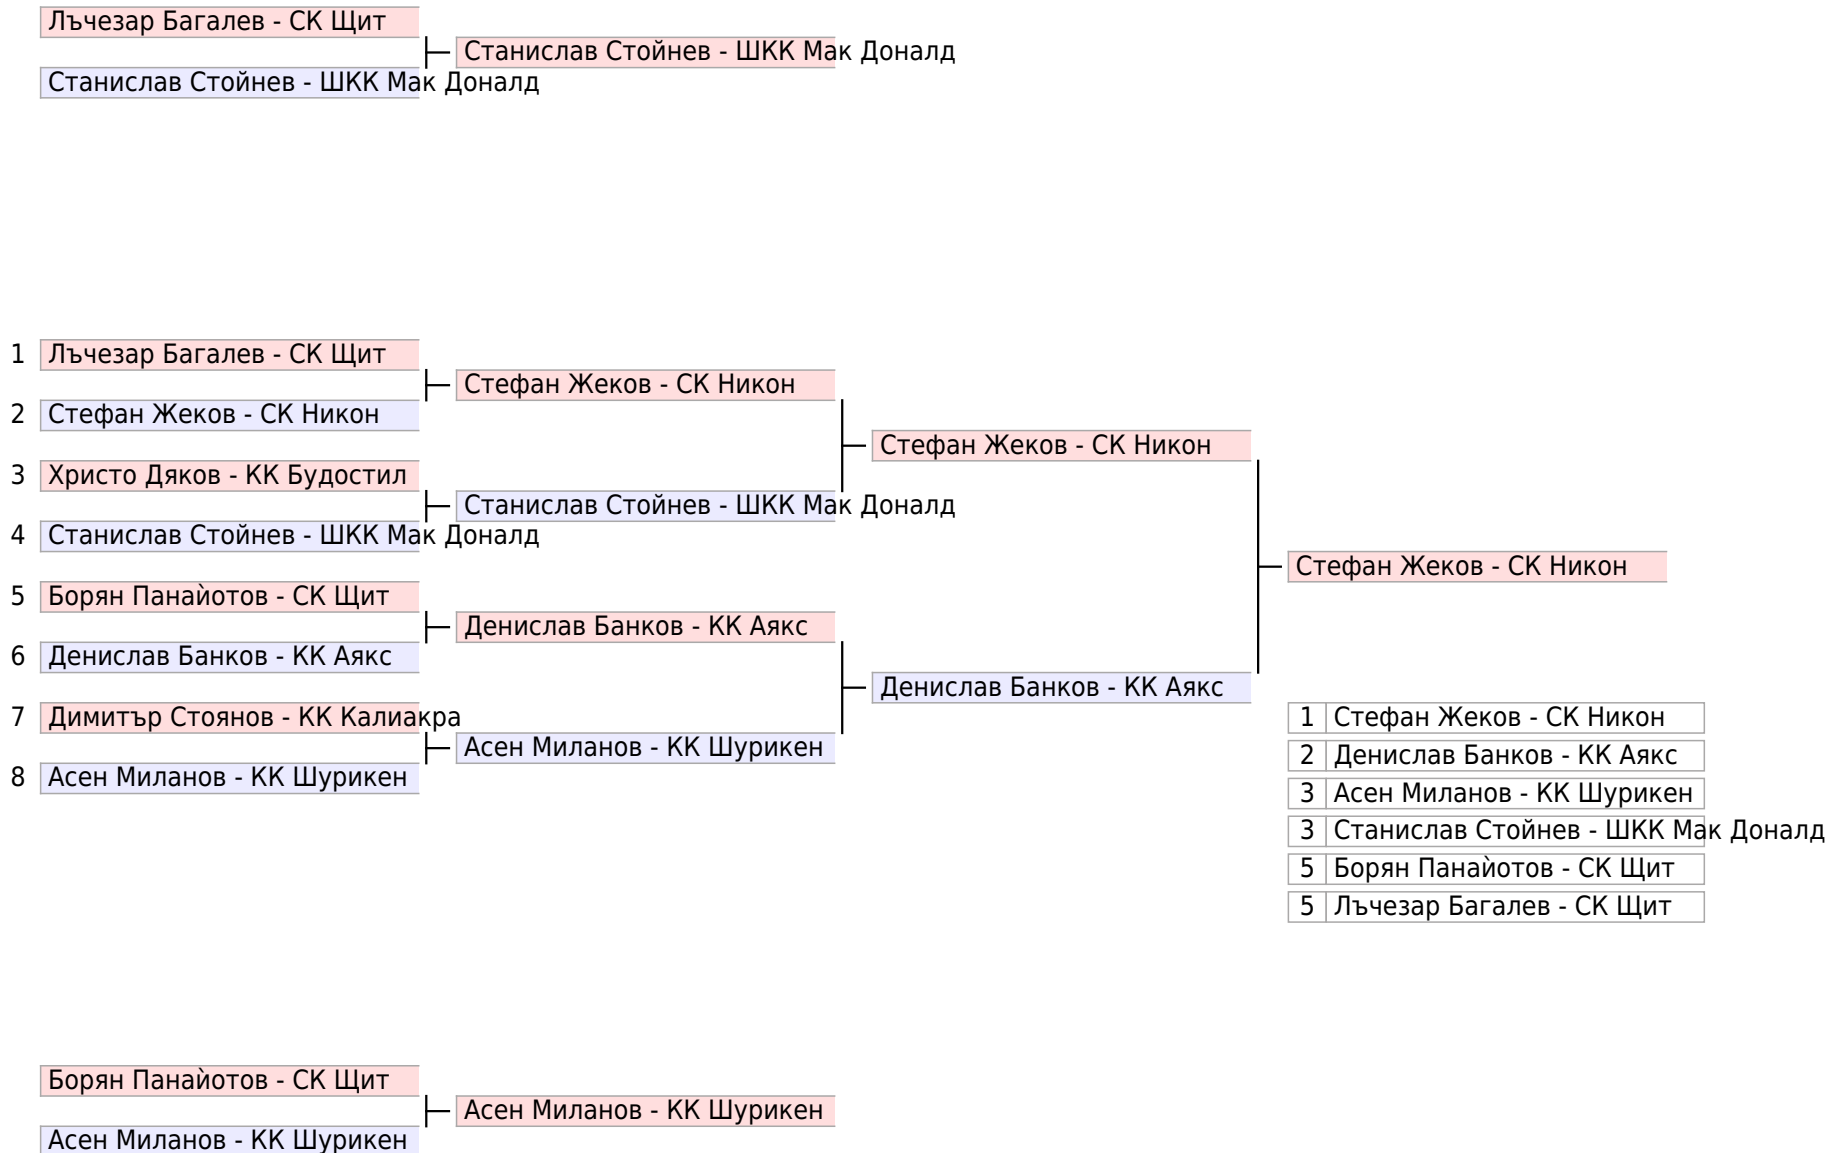 Лъчезар Багалев - СК Щит
Станислав Стойнев - ШКК Мак Доналд
Станислав Стойнев - ШКК Мак Доналд
1 Лъчезар Багалев - СК Щит
Стефан Жеков - СК Никон
2 Стефан Жеков - СК Никон
Стефан Жеков - СК Никон
3 Христо Дяков - КК Будостил
Станислав Стойнев - ШКК Мак Доналд
4 Станислав Стойнев - ШКК Мак Доналд
Стефан Жеков - СК Никон
5 Борян Панаѝотов - СК Щит
Денислав Банков - КК Аякс
6 Денислав Банков - КК Аякс
Денислав Банков - КК Аякс
7 Димитър Стоянов - КК Калиакра
Асен Миланов - КК Шурикен
8 Асен Миланов - КК Шурикен
1 Стефан Жеков - СК Никон
2 Денислав Банков - КК Аякс
3 Асен Миланов - КК Шурикен
3 Станислав Стойнев - ШКК Мак Доналд
5 Борян Панаѝотов - СК Щит
5 Лъчезар Багалев - СК Щит
Борян Панаѝотов - СК Щит
Асен Миланов - КК Шурикен
Асен Миланов - КК Шурикен